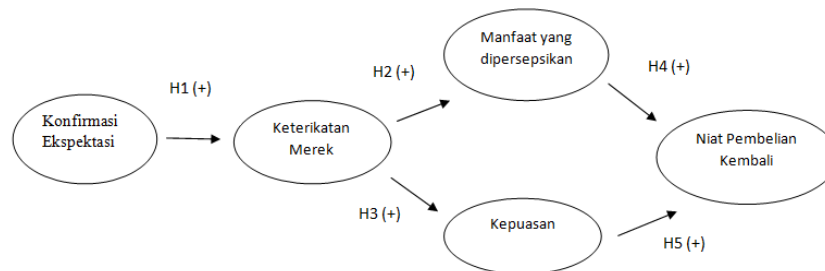 Konfirmasi
Ekspektasi
H1 (+)
Keterikatan
Merek
H2 (+)
Manfaat yang
dipersepsikan
H3 (+)
Kepuasan
H4 (+)
H5 (+)
Niat Pembelian
Kembali